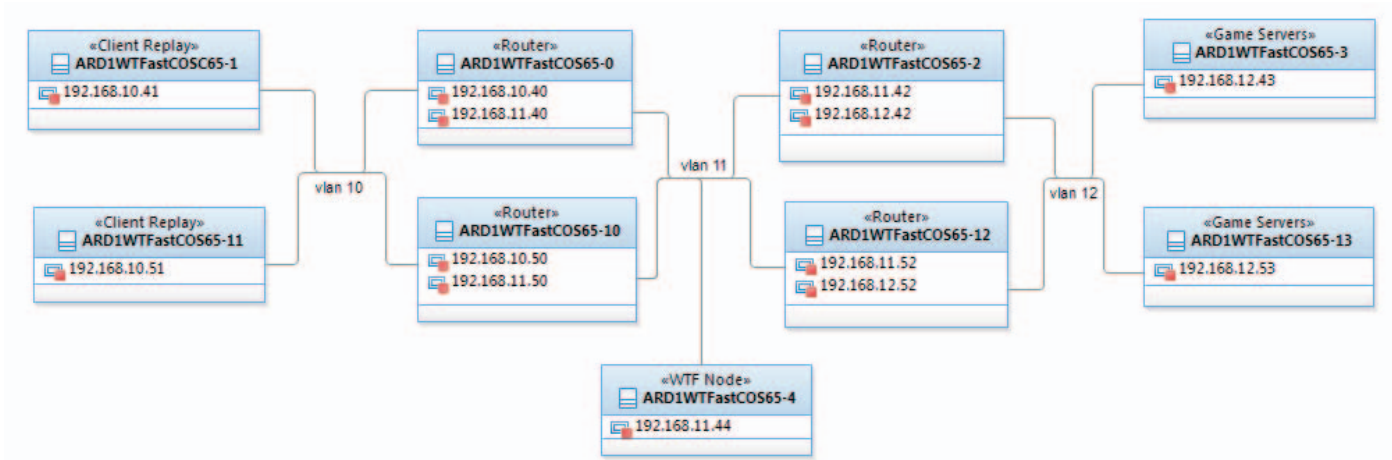 «Client Replay»
ARD1WTFastCOSC65-1
192.168.10.41
«Router»
ARD1WTFastCOS65-0
192.168.10.40
192.168.11.40
«Router»
ARD1WTFastCOS65-2
192.168.11.42
192.168.12.42
«Game Servers»
ARD1WTFastCOS65-3
192.168.12.43
vlan 10
vlan 11
vlan 12
«Client Replay»
ARD1WTFastCOS65-11
192.168.10.51
«Router»
ARD1WTFastCOS65-10
192.168.10.50
192.168.11.50
«Router»
ARD1WTFastCOS65-12
192.168.11.52
192.168.12.52
«Game Servers»
ARD1WTFastCOS65-13
192.168.12.53
«WTF Node»
ARD1WTFastCOS65-4
192.168.11.44